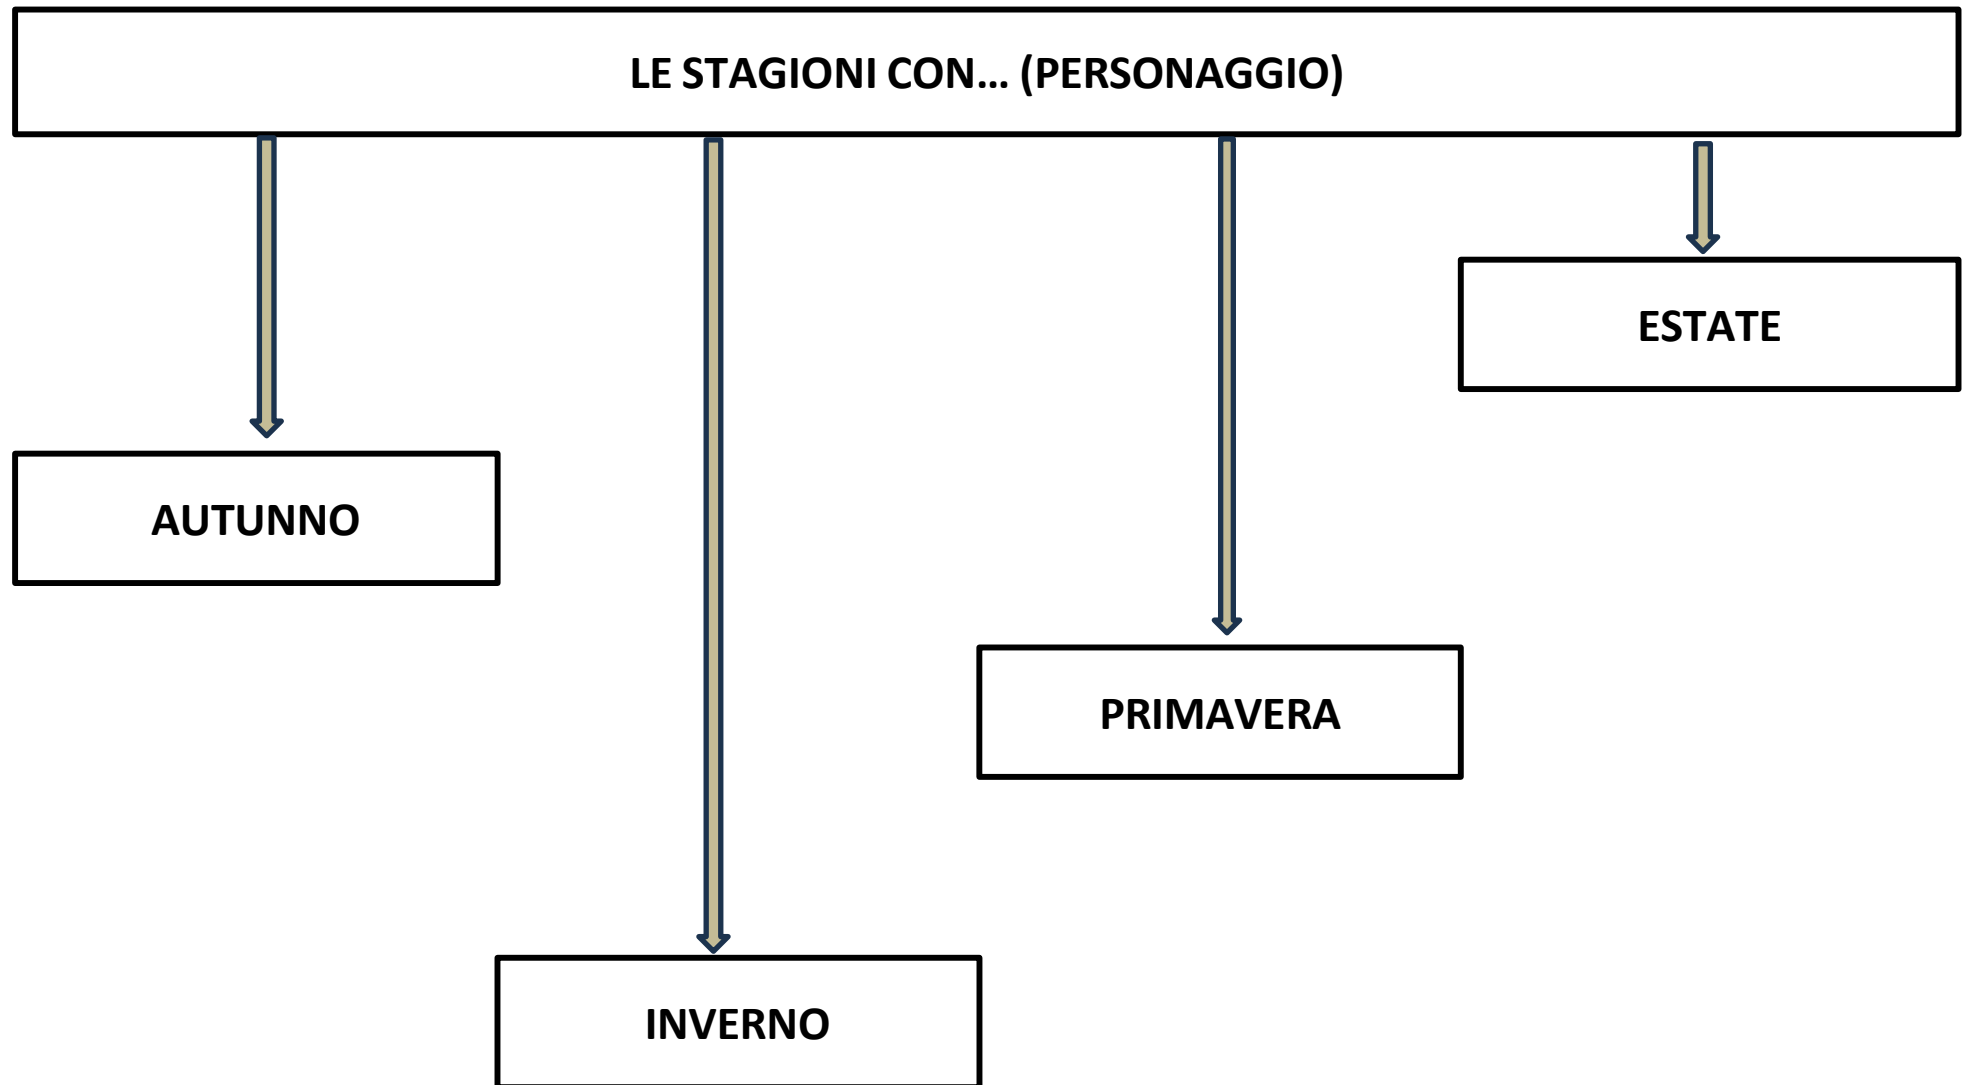 LE STAGIONI CON... (PERSONAGGIO)
ESTATE
AUTUNNO
PRIMAVERA
INVERNO